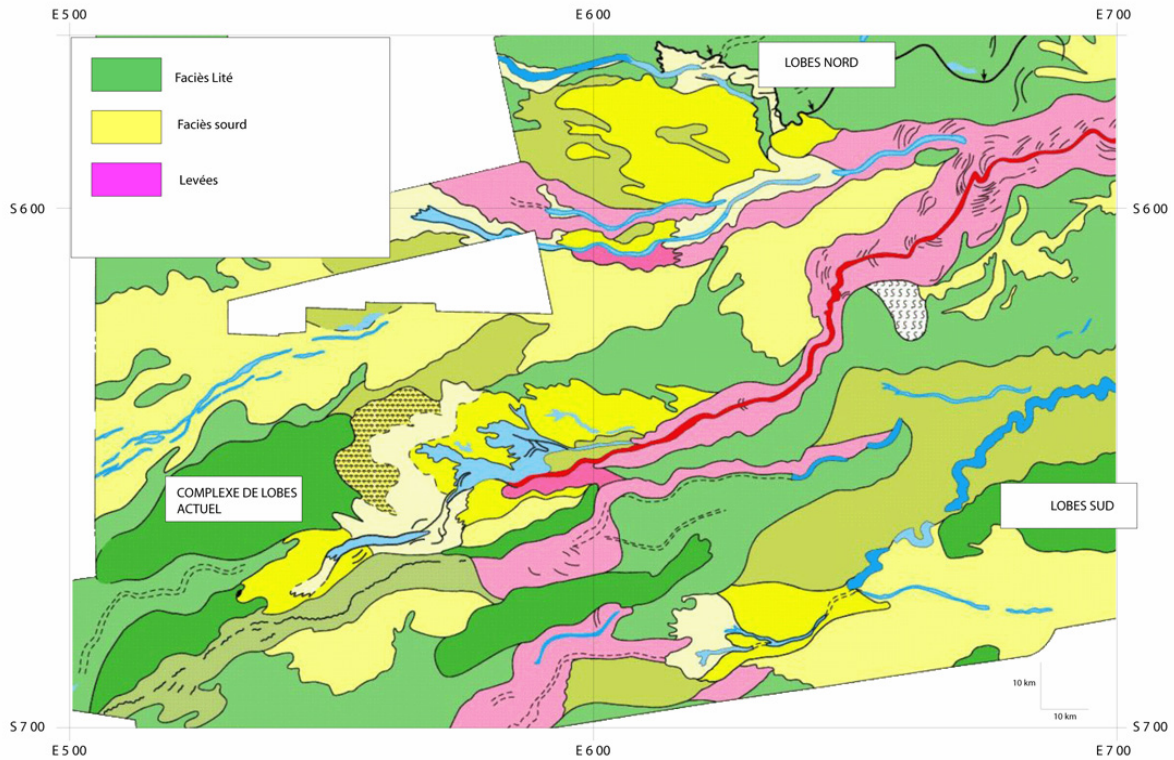 E 5 00
E 6 00
E 7 00
LOBES NORD
Faciès Lité
Faciès sourd
Levées
S 6 00
S 6 00
COMPLEXE DE LOBES
ACTUEL
LOBES SUD
10 km
10 km
S 7 00
S 7 00
E 5 00
E 6 00
E 7 00